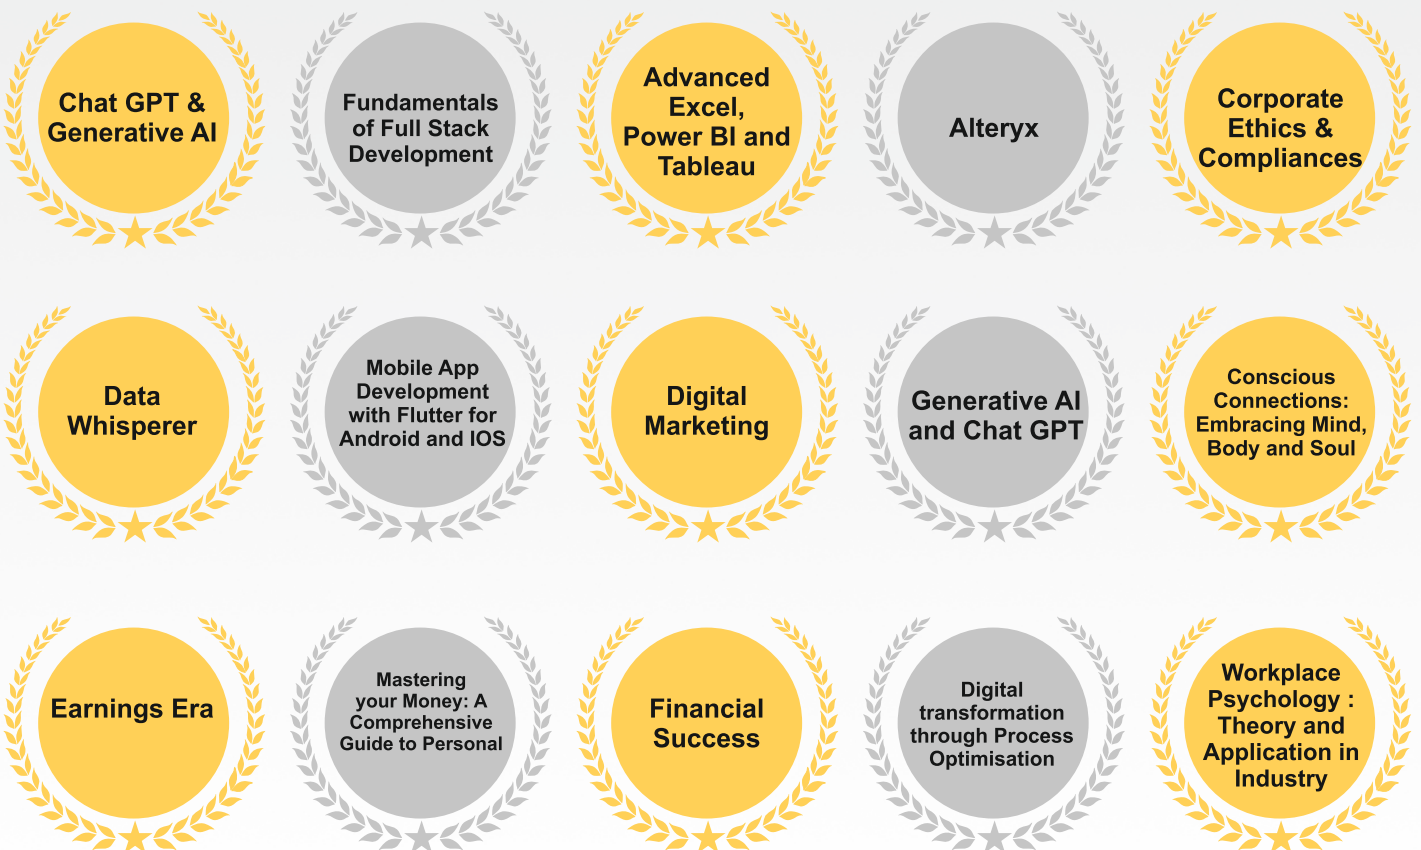 Chat GPT &
Generative AI
Fundamentals
of Full Stack
Development
Advanced
Excel,
Power BI and
Tableau
Alteryx
Corporate
Ethics &
Compliances
Data
Whisperer
Mobile App
Development
with Flutter for
Android and IOS
Digital
Marketing
Generative AI
and Chat GPT
Conscious
Connections:
Embracing Mind,
Body and Soul
Earnings Era
Mastering
your Money: A
Comprehensive
Guide to Personal
Financial
Success
Digital
transformation
through Process
Optimisation
Workplace
Psychology :
Theory and
Application in
Industry